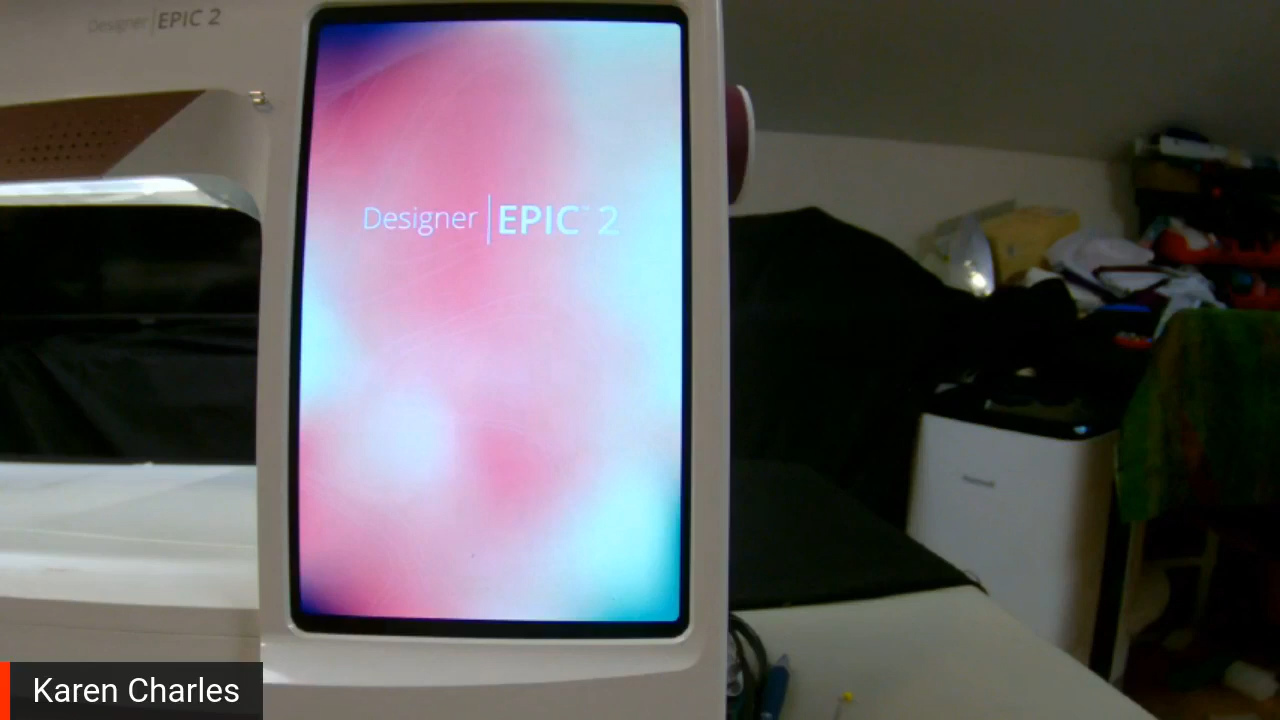 Designer | EPIC 2
Designer | EPIC™ 2
Karen Charles